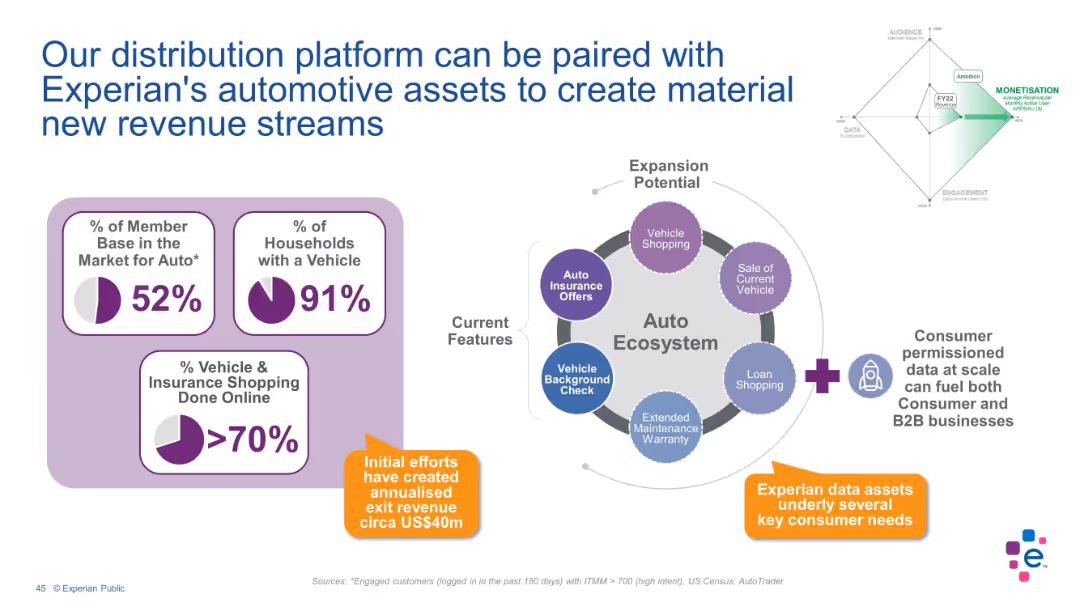 Our distribution platform can be paired with
Experian's automotive assets to create material
new revenue streams
AUDIENCE
Ambition
FY22
Revenue
MONETISATION
Average Revenue per
Monthly Active User
ARPMAU ($)
DATA
ENGAGEMENT
% of Member
Base in the
Market for Auto*
52%
% of
Households
with a Vehicle
91%
% Vehicle &
Insurance Shopping
Done Online
>70%
Initial efforts
have created
annualised
exit revenue
circa US$40m
Expansion
Potential
Current
Features
Auto
Ecosystem
Vehicle
Shopping
Sale of
Current
Vehicle
Loan
Shopping
Extended
Maintenance
Warranty
Vehicle
Background
Check
Auto
Insurance
Offers
Consumer
permissioned
data at scale
can fuel both
Consumer and
B2B businesses
Experian data assets
underly several
key consumer needs
e™
Sources: *Engaged customers (logged in in the past 180 days) with ITMM > 700 (high intent), US Census, AutoTrader
45 © Experian Public